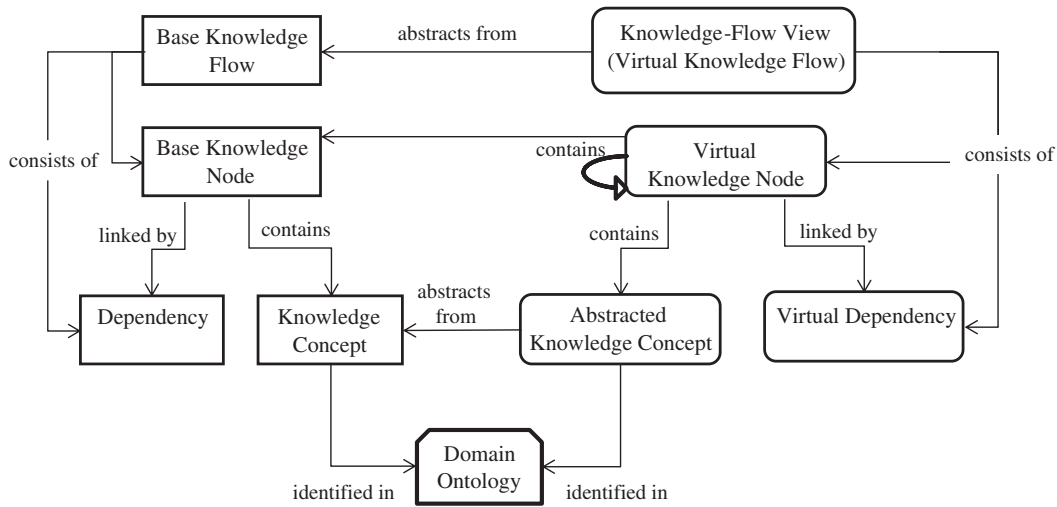 Base Knowledge
Flow
abstracts from
Knowledge-Flow View
(Virtual Knowledge Flow)
consists of
Base Knowledge
Node
contains
Virtual
Knowledge Node
consists of
linked by
contains
contains
linked by
Dependency
Knowledge
Concept
abstracts
from
Abstracted
Knowledge Concept
Virtual Dependency
Domain
Ontology
identified in
identified in